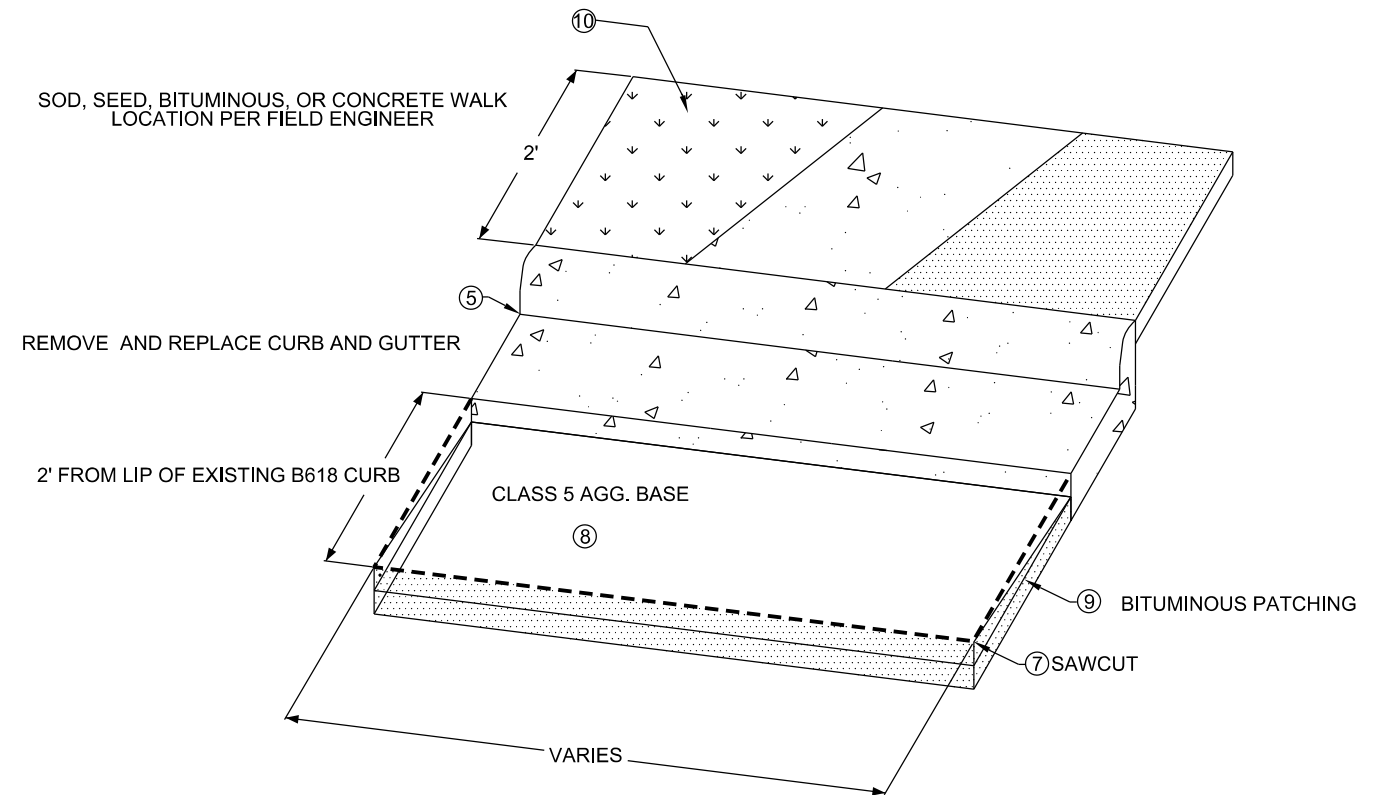 ⑩
SOD, SEED, BITUMINOUS, OR CONCRETE WALK
LOCATION PER FIELD ENGINEER
2'
⑤
REMOVE AND REPLACE CURB AND GUTTER
2' FROM LIP OF EXISTING B618 CURB
CLASS 5 AGG. BASE
⑧
⑨ BITUMINOUS PATCHING
⑦ SAWCUT
VARIES